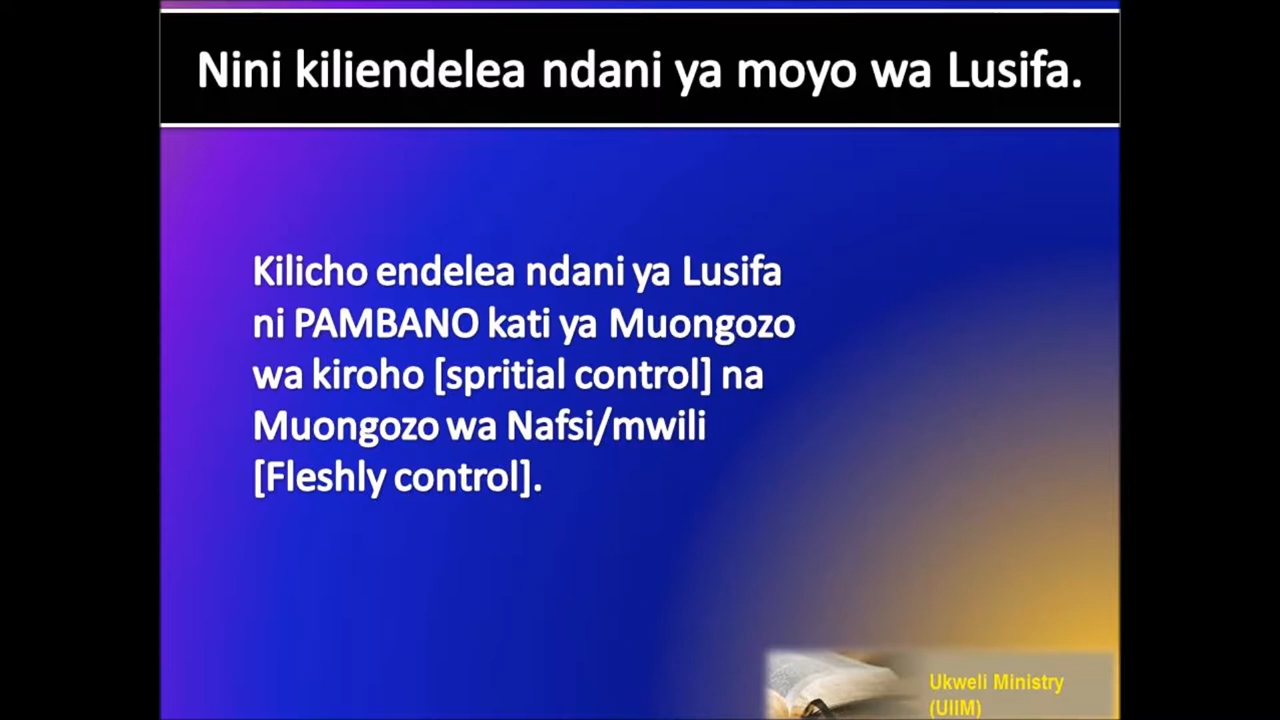 Nini kiliendelea ndani ya moyo wa Lusifa.
Kilicho endelea ndani ya Lusifa
ni PAMBANO kati ya Muongozo
wa kiroho [spritial control] na
Muongozo wa Nafsi/mwili
[Fleshly control].
Ukweli Ministry
(UIIM)